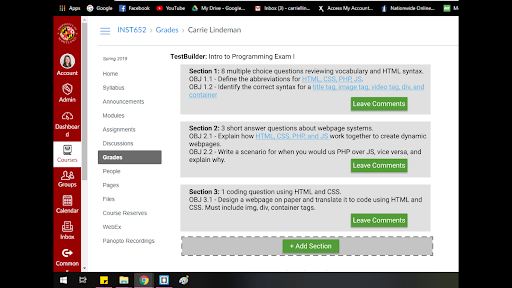 gmail
Google
Facebook
YouTube
My Drive - Google...
Inbox (3) - carriellin...
Access My Account...
Nationwide Online...
INST652 › Grades › Carrie Lindeman
Spring 2019
Account
Admin
Dashboar
d
Courses
Groups
Calendar
Inbox
Common
Home
Syllabus
Announcements
Modules
Assignments
Discussions
Grades
People
Pages
Files
Course Reserves
WebEx
Panopto Recordings
TestBuilder: Intro to Programming Exam I
Section 1: 8 multiple choice questions reviewing vocabulary and HTML syntax.
OBJ 1.1 - Define the abbreviations for HTML, CSS, PHP, JS.
OBJ 1.2 - Identify the correct syntax for a title tag, image tag, video tag, div, and
container
Leave Comments
Section 2: 3 short answer questions about webpage systems.
OBJ 2.1 - Explain how HTML, CSS, PHP, and JS work together to create dynamic
webpages.
OBJ 2.2 - Write a scenario for when you would us PHP over JS, vice versa, and
explain why.
Leave Comments
Section 3: 1 coding question using HTML and CSS.
OBJ 3.1 - Design a webpage on paper and translate it to code using HTML and
CSS. Must include img, div, container tags.
Leave Comments
+ Add Section